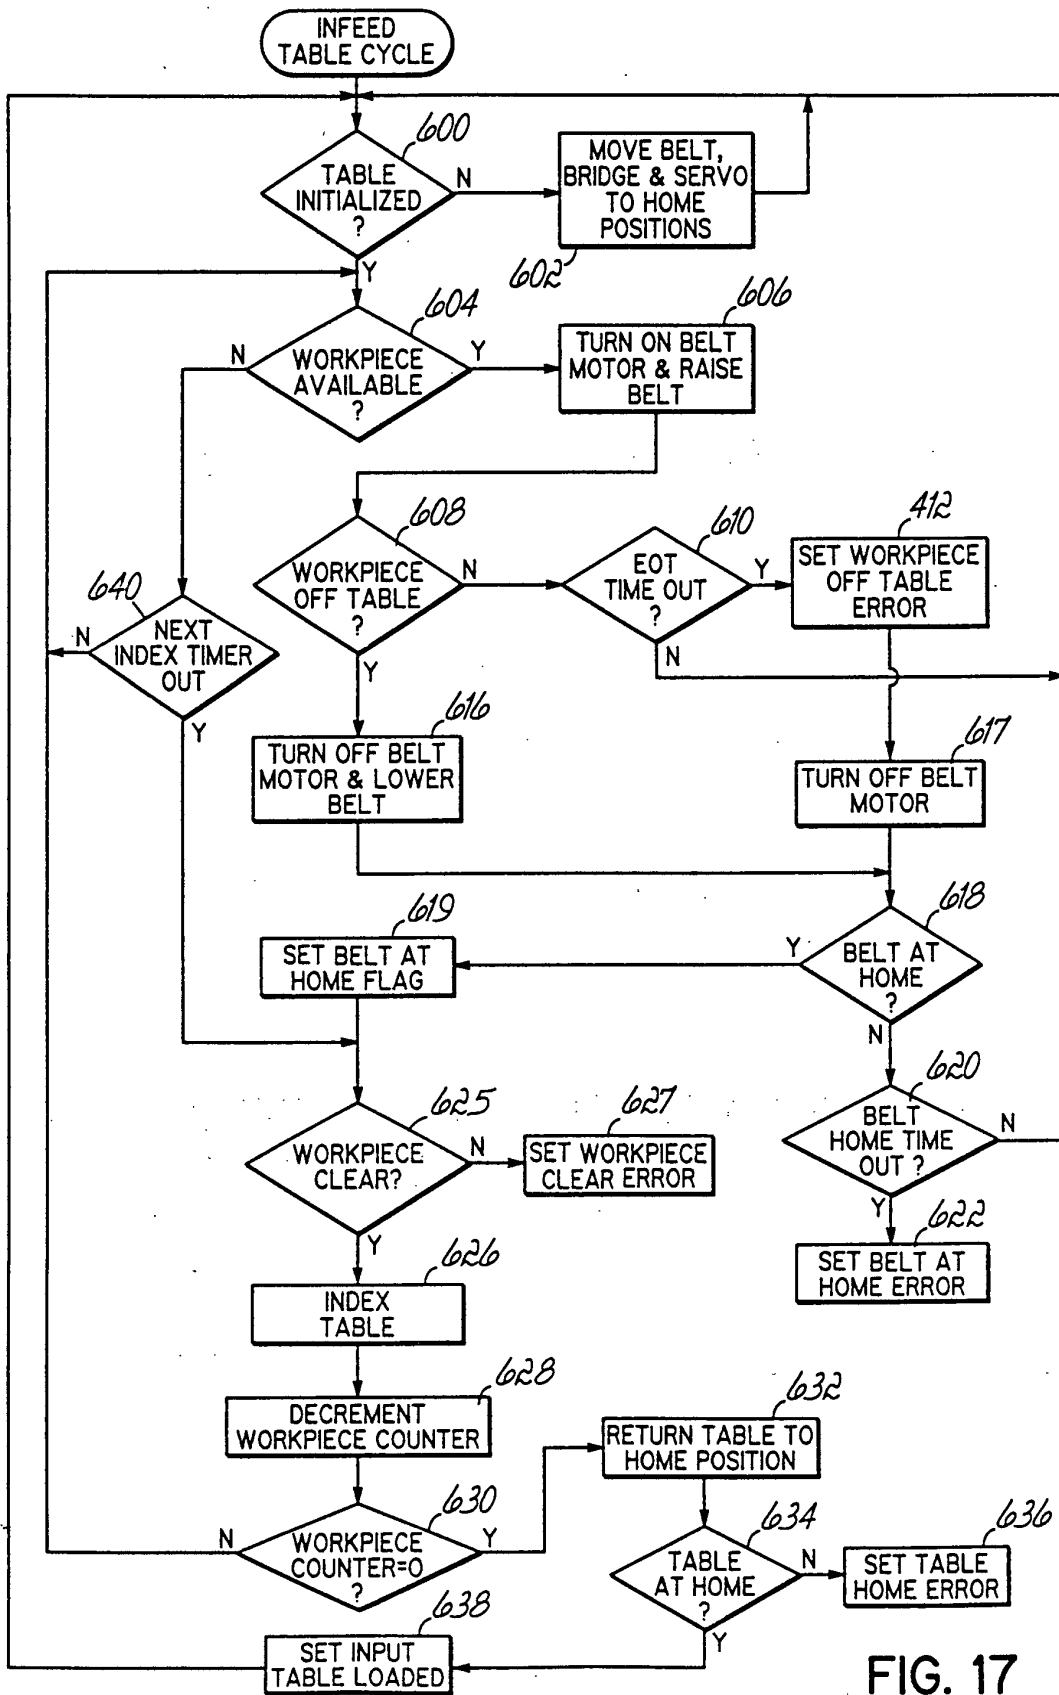 INFEED
TABLE CYCLE
600
TABLE
INITIALIZED
?
N
Y
MOVE BELT,
BRIDGE & SERVO
TO HOME
POSITIONS
602
604
WORKPIECE
AVAILABLE
?
N
Y
606
TURN ON BELT
MOTOR & RAISE
BELT
608
WORKPIECE
OFF TABLE
?
N
Y
610
EOT
TIME OUT
?
Y
N
412
SET WORKPIECE
OFF TABLE
ERROR
640
NEXT
INDEX TIMER
OUT
N
Y
616
TURN OFF BELT
MOTOR & LOWER
BELT
617
TURN OFF BELT
MOTOR
618
BELT AT
HOME
?
Y
N
619
SET BELT AT
HOME FLAG
620
BELT
HOME TIME
OUT ?
N
Y
622
SET BELT AT
HOME ERROR
625
WORKPIECE
CLEAR?
N
Y
627
SET WORKPIECE
CLEAR ERROR
626
INDEX
TABLE
628
DECREMENT
WORKPIECE COUNTER
630
WORKPIECE
COUNTER=0
?
N
Y
632
RETURN TABLE TO
HOME POSITION
634
TABLE
AT HOME
?
N
Y
636
SET TABLE
HOME ERROR
638
SET INPUT
TABLE LOADED
FIG. 17